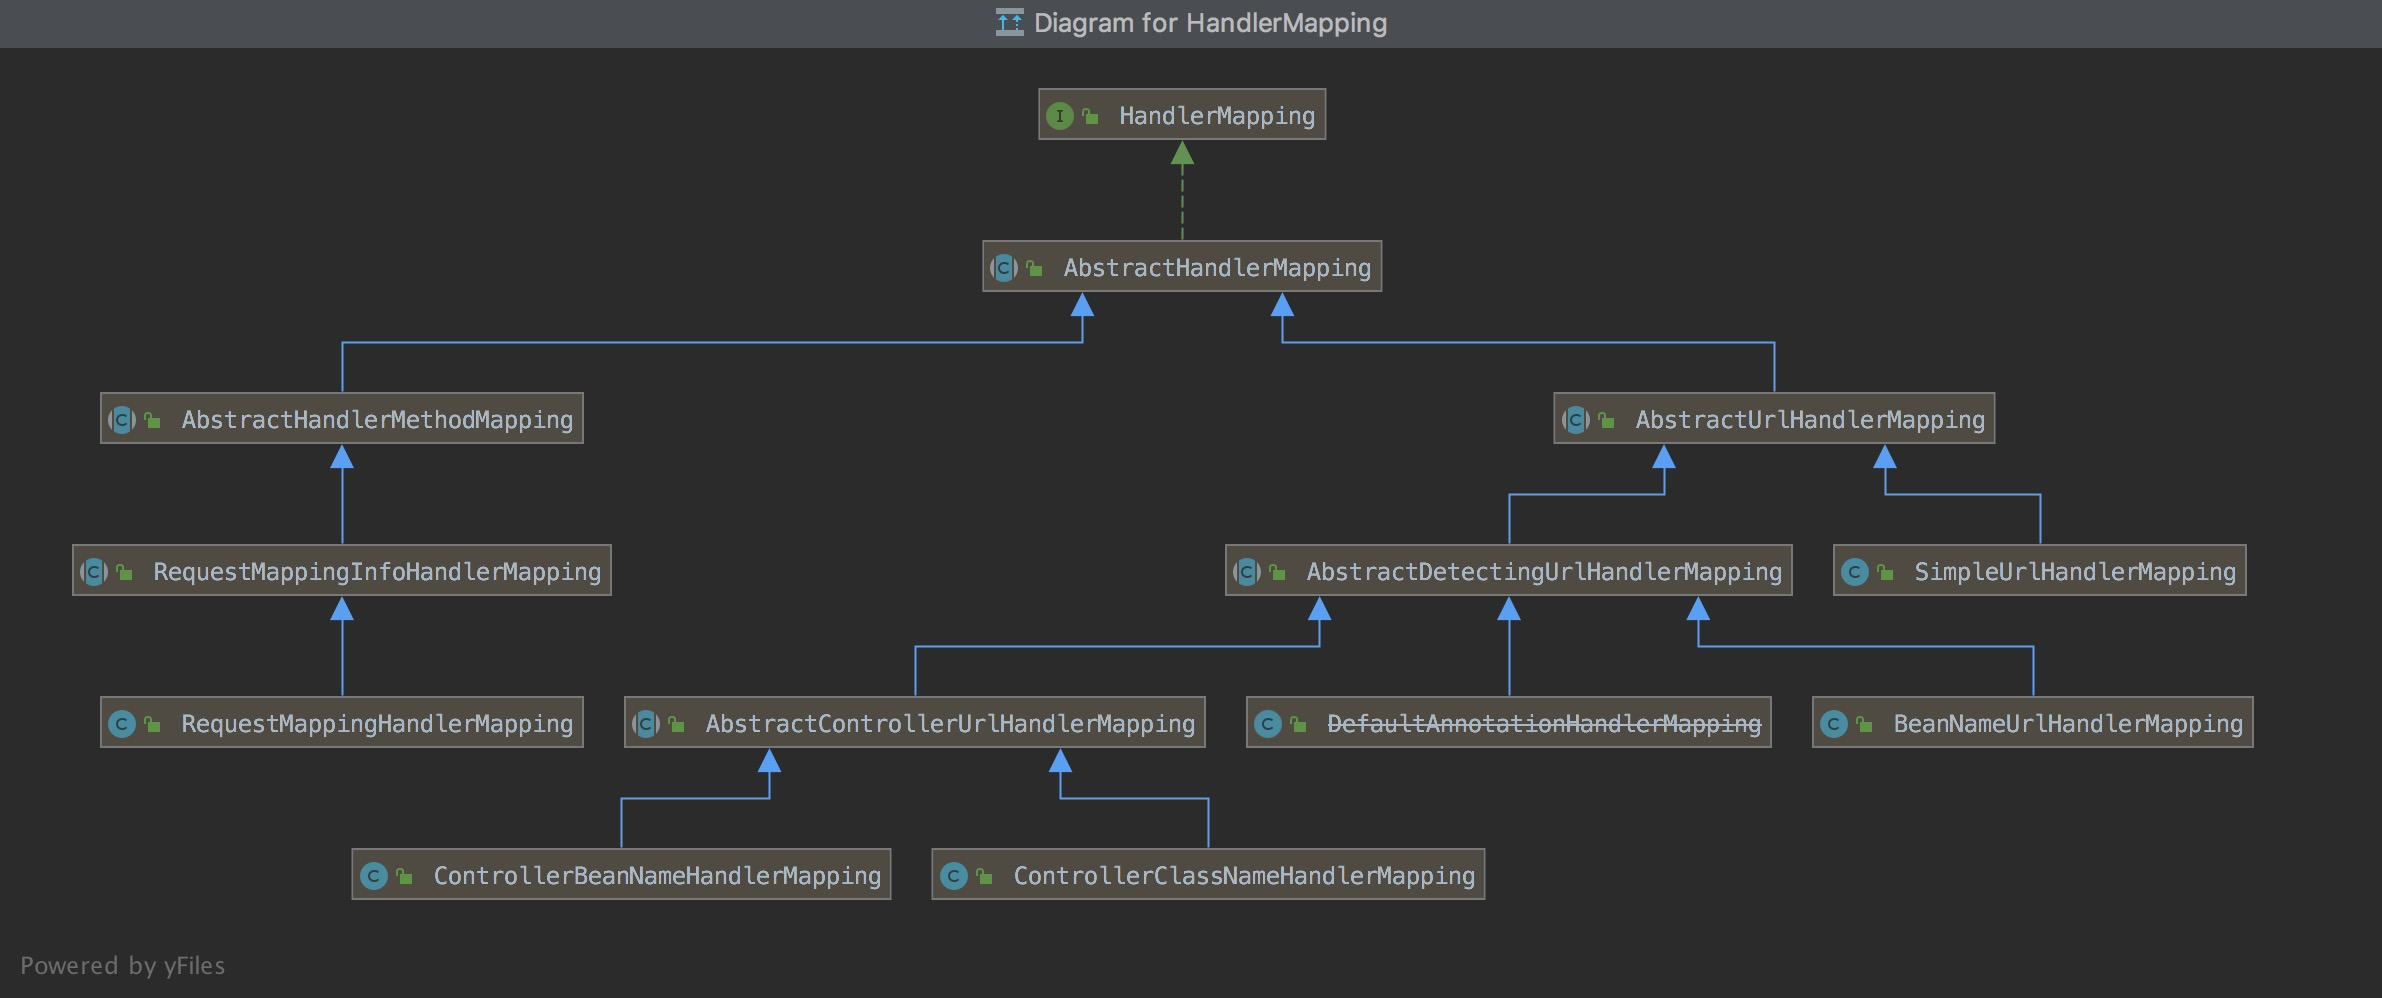 Diagram for HandlerMapping
I HandlerMapping
C AbstractHandlerMapping
C AbstractHandlerMethodMapping
C AbstractUrlHandlerMapping
C RequestMappingInfoHandlerMapping
C AbstractDetectingUrlHandlerMapping
C SimpleUrlHandlerMapping
C RequestMappingHandlerMapping
C AbstractControllerUrlHandlerMapping
C DefaultAnnotationHandlerMapping
C BeanNameUrlHandlerMapping
C ControllerBeanNameHandlerMapping
C ControllerClassNameHandlerMapping
Powered by yFiles